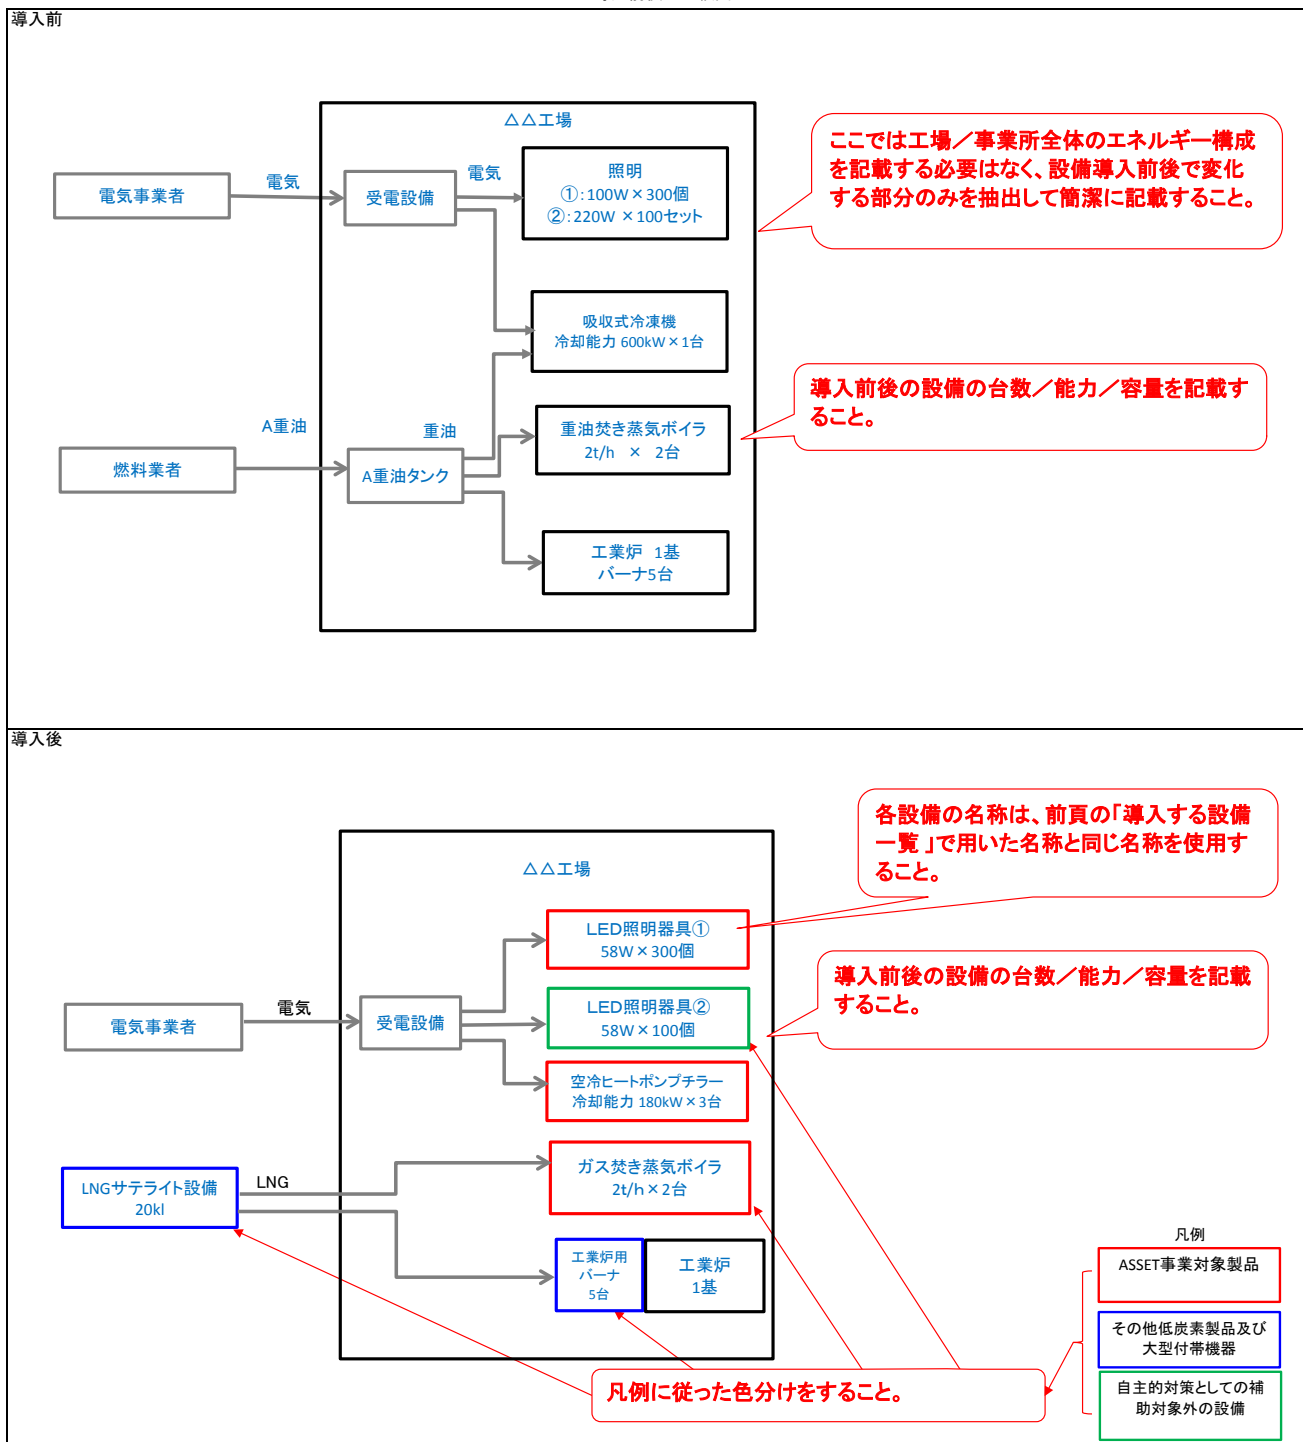 導入前
△△工場
電気事業者
電気
受電設備
電気
照明
①:100W×300個
②:220W ×100セット
ここでは工場/事業所全体のエネルギー構成
を記載する必要はなく、設備導入前後で変化
する部分のみを抽出して簡潔に記載すること。
吸収式冷凍機
冷却能力 600kW×1台
導入前後の設備の台数/能力/容量を記載す
ること。
燃料業者
A重油
A重油タンク
重油
重油焚き蒸気ボイラ
2t/h × 2台
工業炉 1基
バーナ5台
導入後
各設備の名称は、前頁の「導入する設備
一覧 」で用いた名称と同じ名称を使用す
ること。
△△工場
LED照明器具①
58W×300個
導入前後の設備の台数/能力/容量を記載
すること。
電気事業者
電気
受電設備
LED照明器具②
58W×100個
空冷ヒートポンプチラー
冷却能力 180kW×3台
LNGサテライト設備
20kl
LNG
ガス焚き蒸気ボイラ
2t/h×2台
工業炉用
バーナ
5台
工業炉
1基
凡例に従った色分けをすること。
凡例
ASSET事業対象製品
その他低炭素製品及び
大型付帯機器
自主的対策としての補
助対象外の設備